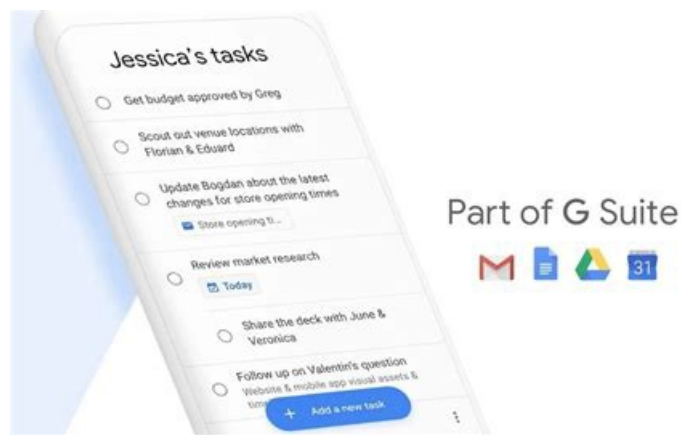 Jessica's tasks
Get budget approved by Greg
Scout out venue locations with
Florian & Eduard
Update Bogdan about the latest
changes for store opening times
Store opening ti...
Review market research
Today
Share the deck with June &
Veronica
Follow up on Valentin's question
Website & mobile app visual assets &
+ Add a new task
Part of G Suite
31